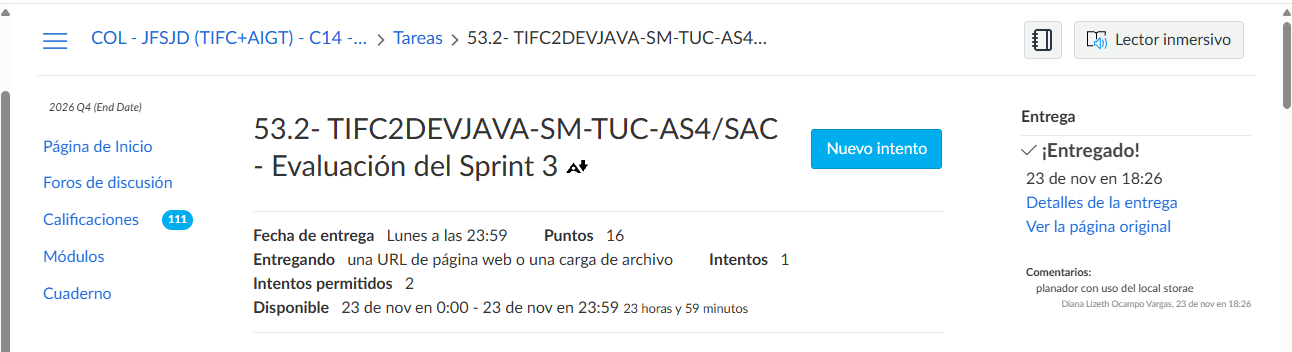 COL - JFSJD (TIFC+AIGT) - C14 -... > Tareas > 53.2- TIFC2DEVJAVA-SM-TUC-AS4...
Lector inmersivo
2026 Q4 (End Date)
Página de Inicio
Foros de discusión
Calificaciones 111
Módulos
Cuaderno
53.2- TIFC2DEVJAVA-SM-TUC-AS4/SAC
- Evaluación del Sprint 3
Nuevo intento
Fecha de entrega Lunes a las 23:59 Puntos 16
Entregando una URL de página web o una carga de archivo Intentos 1
Intentos permitidos 2
Disponible 23 de nov en 0:00 - 23 de nov en 23:59 23 horas y 59 minutos
Entrega
¡Entregado!
23 de nov en 18:26
Detalles de la entrega
Ver la página original
Comentarios:
planador con uso del local storae
Diana Lizeth Ocampo Vargas, 23 de nov en 18:26